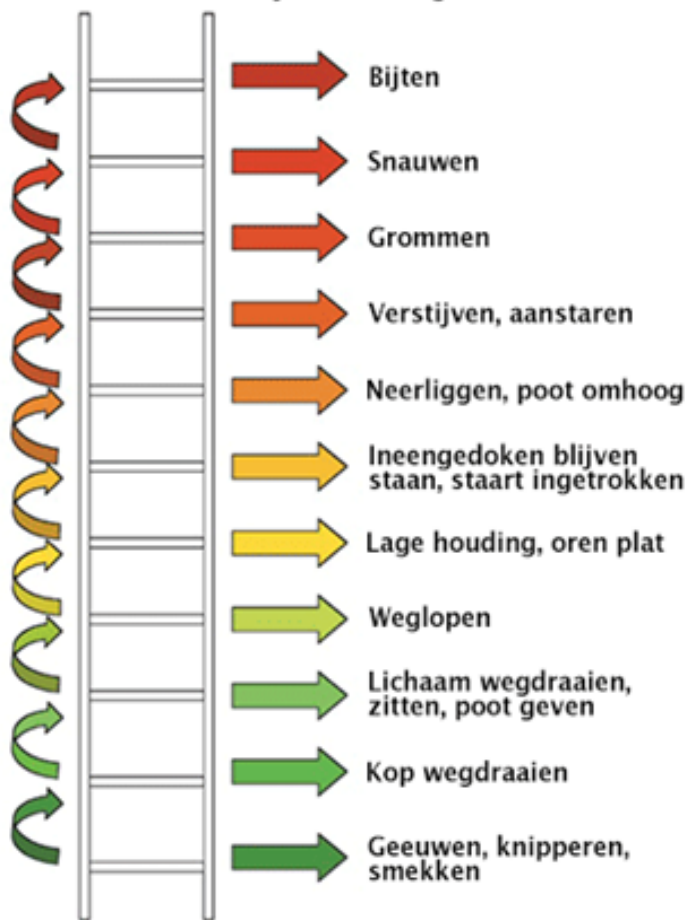 Bijten
Snauwen
Grommen
Verstijven, aanstaren
Neerliggen, poot omhoog
Ineengedoken blijven
staan, staart ingetrokken
Lage houding, oren plat
Weglopen
Lichaam wegdraaien,
zitten, poot geven
Kop wegdraaien
Geeuwen, knipperen,
smekken